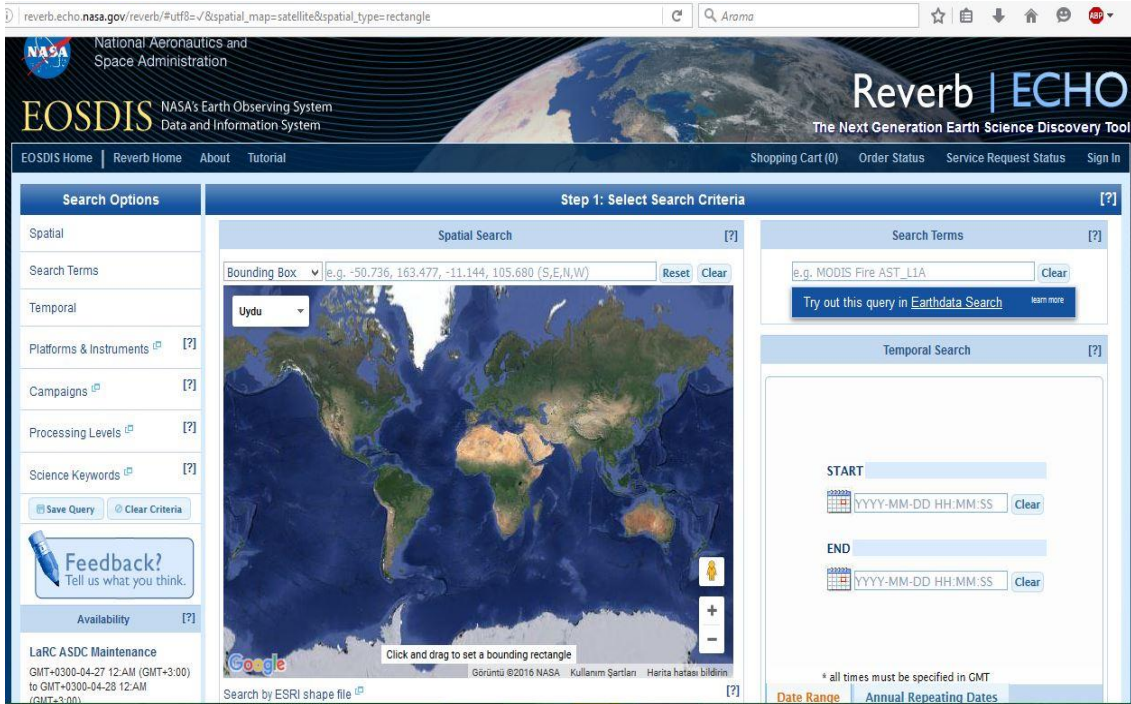 reverb.echo.nasa.gov/reverb/#utf8=✓&spatial_map=satellite&spatial_type=rectangle
Arama
ABP
NASA
National Aeronautics and
Space Administration
EOSDIS
NASA's Earth Observing System
Data and Information System
Reverb | ECHO
The Next Generation Earth Science Discovery Tool
EOSDIS Home | Reverb Home About Tutorial
Shopping Cart (0) Order Status Service Request Status Sign In
Search Options
Spatial
Search Terms
Temporal
Platforms & Instruments [?]
Campaigns [?]
Processing Levels [?]
Science Keywords [?]
Save Query Clear Criteria
Feedback?
Tell us what you think.
Availability [?]
LaRC ASDC Maintenance
GMT+0300-04-27 12:AM (GMT+3:00)
to GMT+0300-04-28 12:AM
(GMT+3:00)
Step 1: Select Search Criteria [?]
Spatial Search [?]
Bounding Box e.g. -50.736, 163.477, -11.144, 105.680 (S,E,N,W) Reset Clear
Uydu
+
−
Click and drag to set a bounding rectangle
Google
Görüntü ©2016 NASA Kullanım Şartları Harita hatası bildirin
Search by ESRI shape file [?]
Search Terms [?]
e.g. MODIS Fire AST_L1A Clear
Try out this query in Earthdata Search learn more
Temporal Search [?]
START
YYYY-MM-DD HH:MM:SS Clear
END
YYYY-MM-DD HH:MM:SS Clear
* all times must be specified in GMT
Date Range Annual Repeating Dates